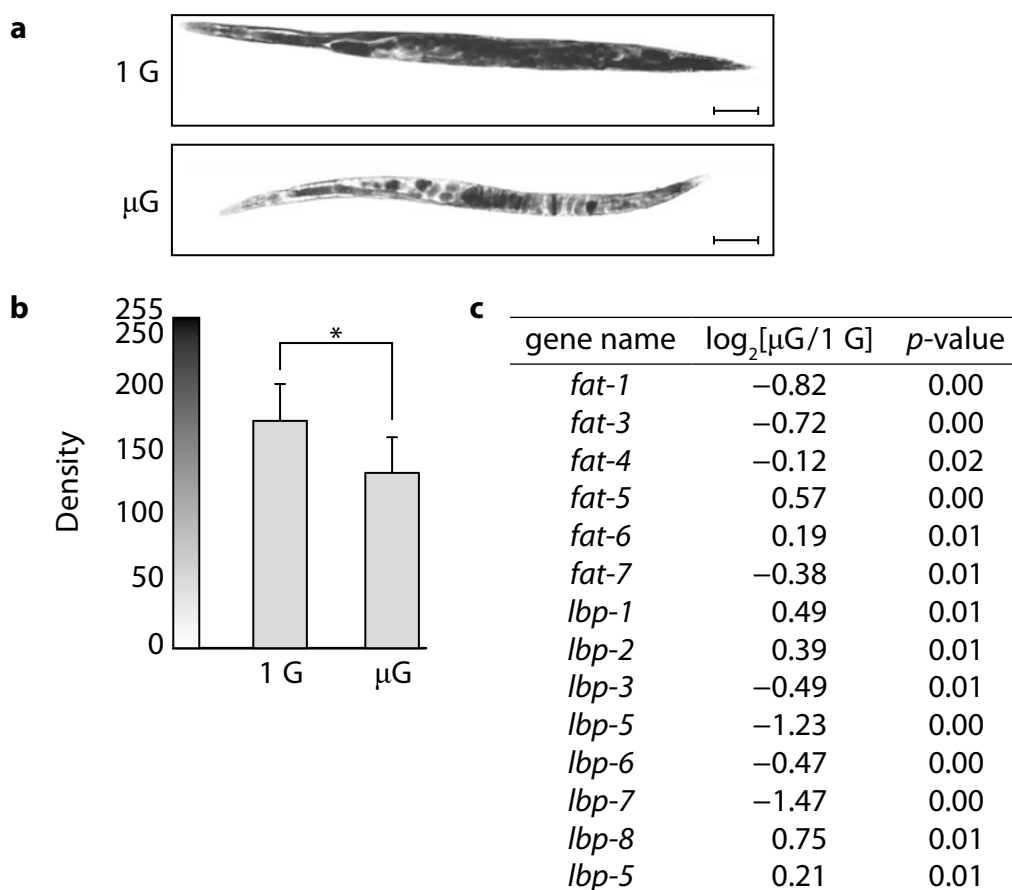 a
1 G
μG
b
255
250
200
150
100
50
0
Density
*
1 G
μG
c
gene name log₂[μG/1 G] p-value
fat-1 −0.82 0.00
fat-3 −0.72 0.00
fat-4 −0.12 0.02
fat-5 0.57 0.00
fat-6 0.19 0.01
fat-7 −0.38 0.01
lbp-1 0.49 0.01
lbp-2 0.39 0.01
lbp-3 −0.49 0.01
lbp-5 −1.23 0.00
lbp-6 −0.47 0.00
lbp-7 −1.47 0.00
lbp-8 0.75 0.01
lbp-5 0.21 0.01